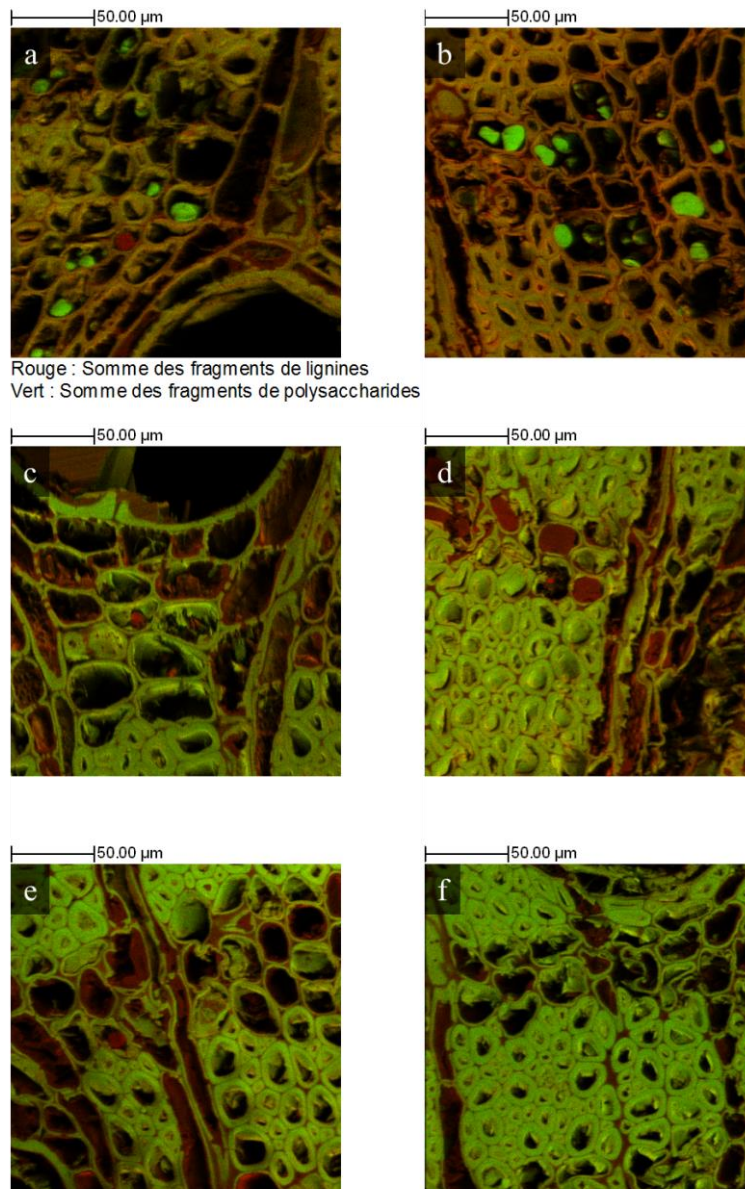 50.00 µm
50.00 µm
a
b
Rouge : Somme des fragments de lignines
Vert : Somme des fragments de polysaccharides
50.00 µm
50.00 µm
c
d
50.00 µm
50.00 µm
e
f